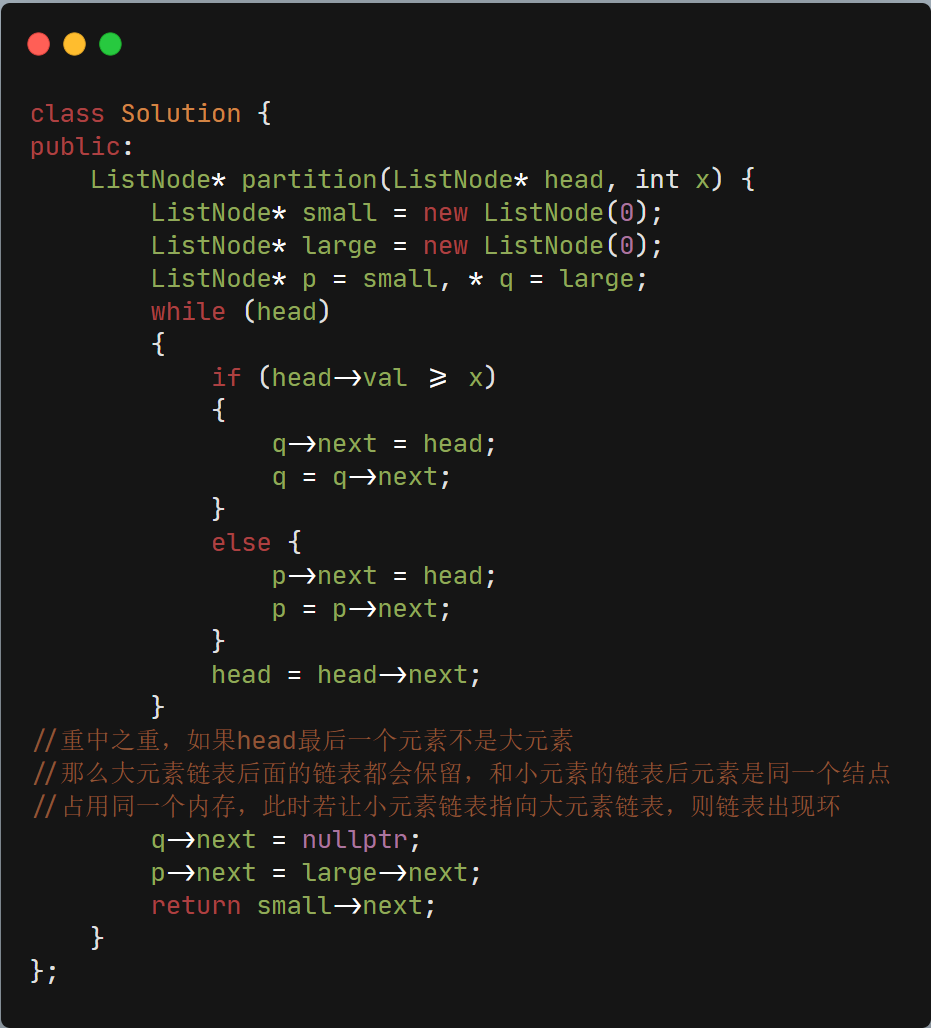 class Solution {
public:
    ListNode* partition(ListNode* head, int x) {
        ListNode* small = new ListNode(0);
        ListNode* large = new ListNode(0);
        ListNode* p = small, * q = large;
        while (head)
        {
            if (head->val >= x)
            {
                q->next = head;
                q = q->next;
            }
            else {
                p->next = head;
                p = p->next;
            }
            head = head->next;
        }
//重中之重，如果head最后一个元素不是大元素
//那么大元素链表后面的链表都会保留，和小元素的链表后元素是同一个结点
//占用同一个内存，此时若让小元素链表指向大元素链表，则链表出现环
        q->next = nullptr;
        p->next = large->next;
        return small->next;
    }
};